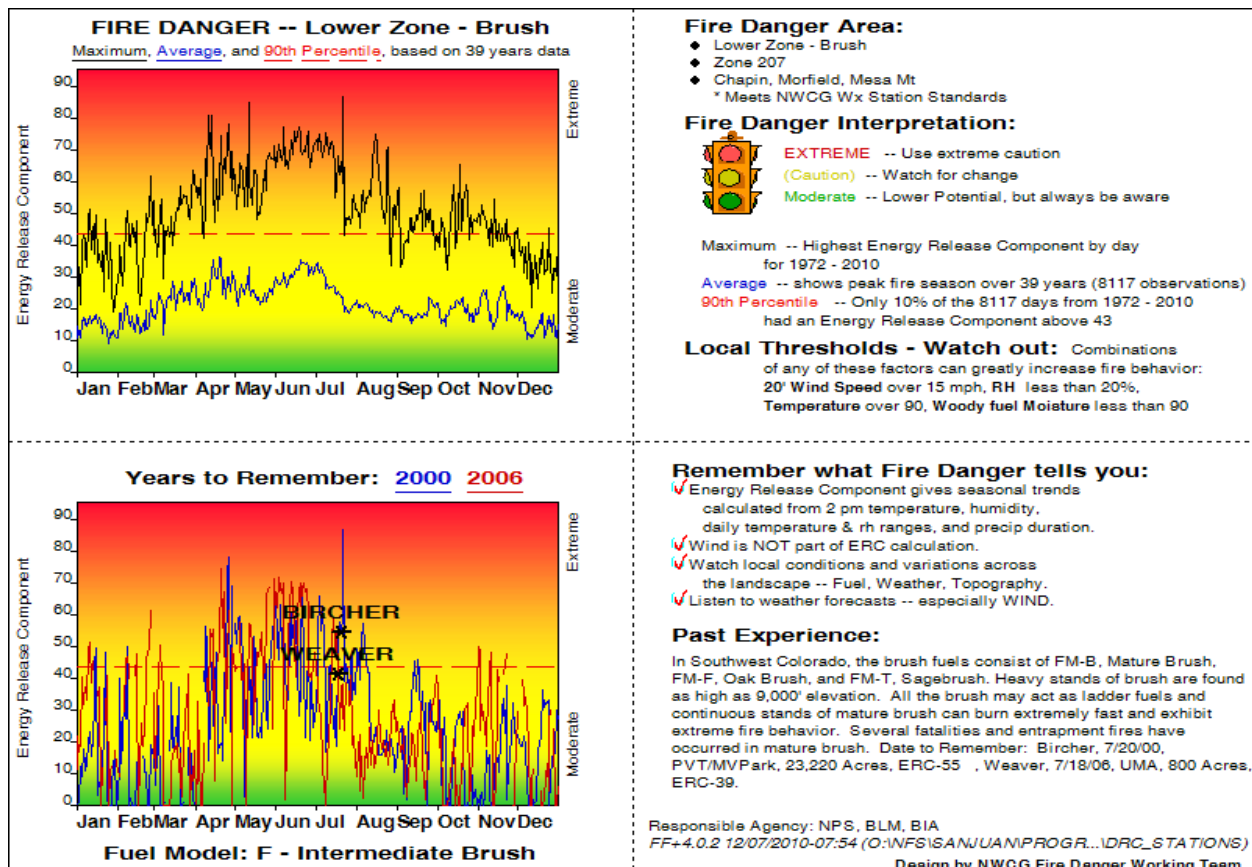 FIRE DANGER -- Lower Zone - Brush
Maximum, Average, and 90th Percentile, based on 39 years data
90
80
70
60
50
40
30
20
10
0
Energy Release Component
Extreme
Moderate
Jan Feb Mar Apr May Jun Jul Aug Sep Oct Nov Dec
Fire Danger Area:
◆ Lower Zone - Brush
◆ Zone 207
◆ Chapin, Morfield, Mesa Mt
* Meets NWCG Wx Station Standards
Fire Danger Interpretation:
EXTREME -- Use extreme caution
(Caution) -- Watch for change
Moderate -- Lower Potential, but always be aware
Maximum -- Highest Energy Release Component by day
for 1972 - 2010
Average -- shows peak fire season over 39 years (8117 observations)
90th Percentile -- Only 10% of the 8117 days from 1972 - 2010
had an Energy Release Component above 43
Local Thresholds - Watch out: Combinations
of any of these factors can greatly increase fire behavior:
20' Wind Speed over 15 mph, RH less than 20%,
Temperature over 90, Woody fuel Moisture less than 90
Years to Remember: 2000 2006
90
80
70
60
50
40
30
20
10
0
Energy Release Component
Extreme
Moderate
BIRCHER
WEAVER
Jan Feb Mar Apr May Jun Jul Aug Sep Oct Nov Dec
Fuel Model: F - Intermediate Brush
Remember what Fire Danger tells you:
Energy Release Component gives seasonal trends
calculated from 2 pm temperature, humidity,
daily temperature & rh ranges, and precip duration.
Wind is NOT part of ERC calculation.
Watch local conditions and variations across
the landscape -- Fuel, Weather, Topography.
Listen to weather forecasts -- especially WIND.
Past Experience:
In Southwest Colorado, the brush fuels consist of FM-B, Mature Brush,
FM-F, Oak Brush, and FM-T, Sagebrush. Heavy stands of brush are found
as high as 9,000' elevation. All the brush may act as ladder fuels and
continuous stands of mature brush can burn extremely fast and exhibit
extreme fire behavior. Several fatalities and entrapment fires have
occurred in mature brush. Date to Remember: Bircher, 7/20/00,
PVT/MVPark, 23,220 Acres, ERC-55 , Weaver, 7/18/06, UMA, 800 Acres,
ERC-39.
Responsible Agency: NPS, BLM, BIA
FF+4.0.2 12/07/2010-07:54 (O:\NFS\SANJUAN\PROGR...\DRC_STATIONS)
Design by NWCG Fire Danger Working Team